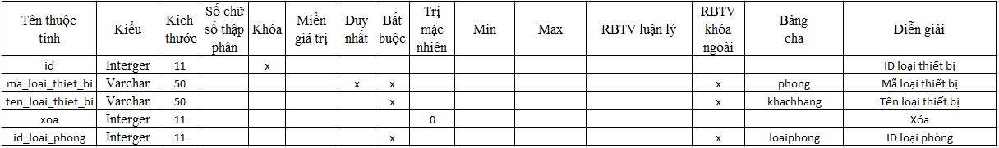 Tên thuộc tính Kiểu Kích thước Số chữ số thập phân Khóa Miền giá trị Duy nhất Bắt buộc Trị mặc nhiên Min Max RBTV luận lý RBTV khóa ngoài Bảng cha Diễn giải
id Interger 11 x ID loại thiết bị
ma_loai_thiet_bi Varchar 50 x x x phong Mã loại thiết bị
ten_loai_thiet_bi Varchar 50 x x khachhang Tên loại thiết bị
xoa Interger 11 0 Xóa
id_loai_phong Interger 11 x x loaiphong ID loại phòng